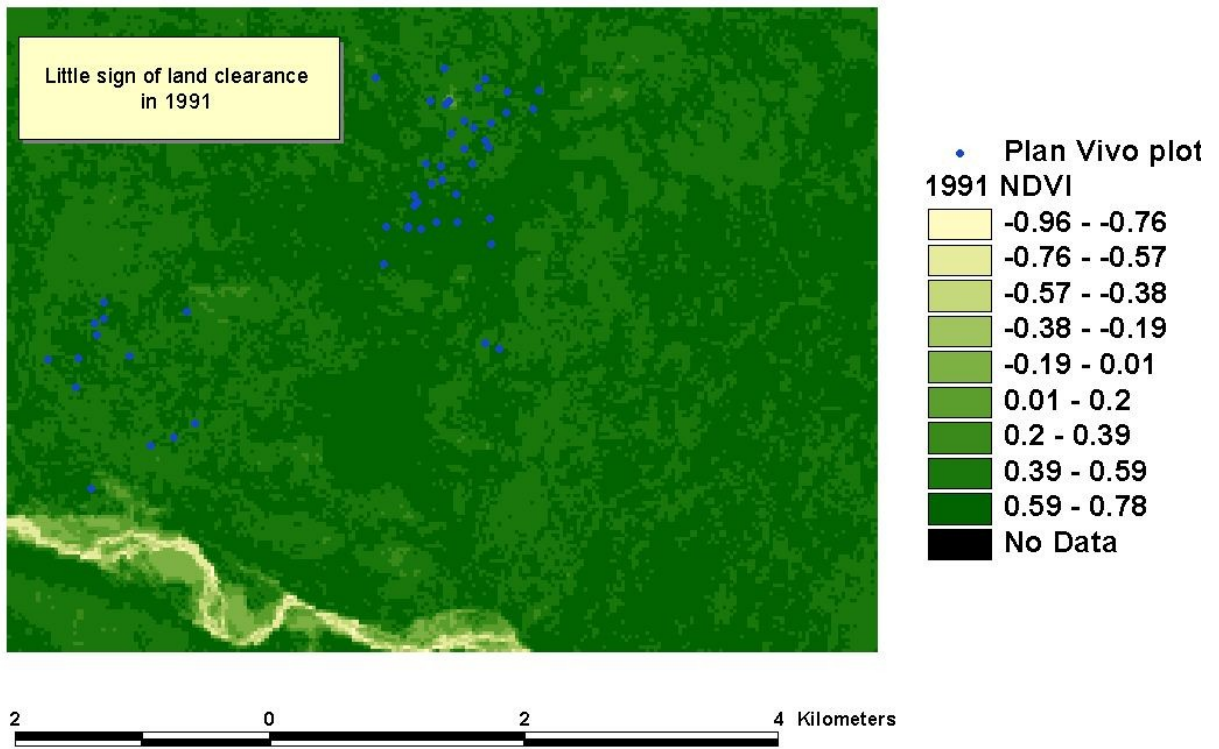 Little sign of land clearance
in 1991
Plan Vivo plot
1991 NDVI
-0.96 - -0.76
-0.76 - -0.57
-0.57 - -0.38
-0.38 - -0.19
-0.19 - 0.01
0.01 - 0.2
0.2 - 0.39
0.39 - 0.59
0.59 - 0.78
No Data
2 0 2 4 Kilometers